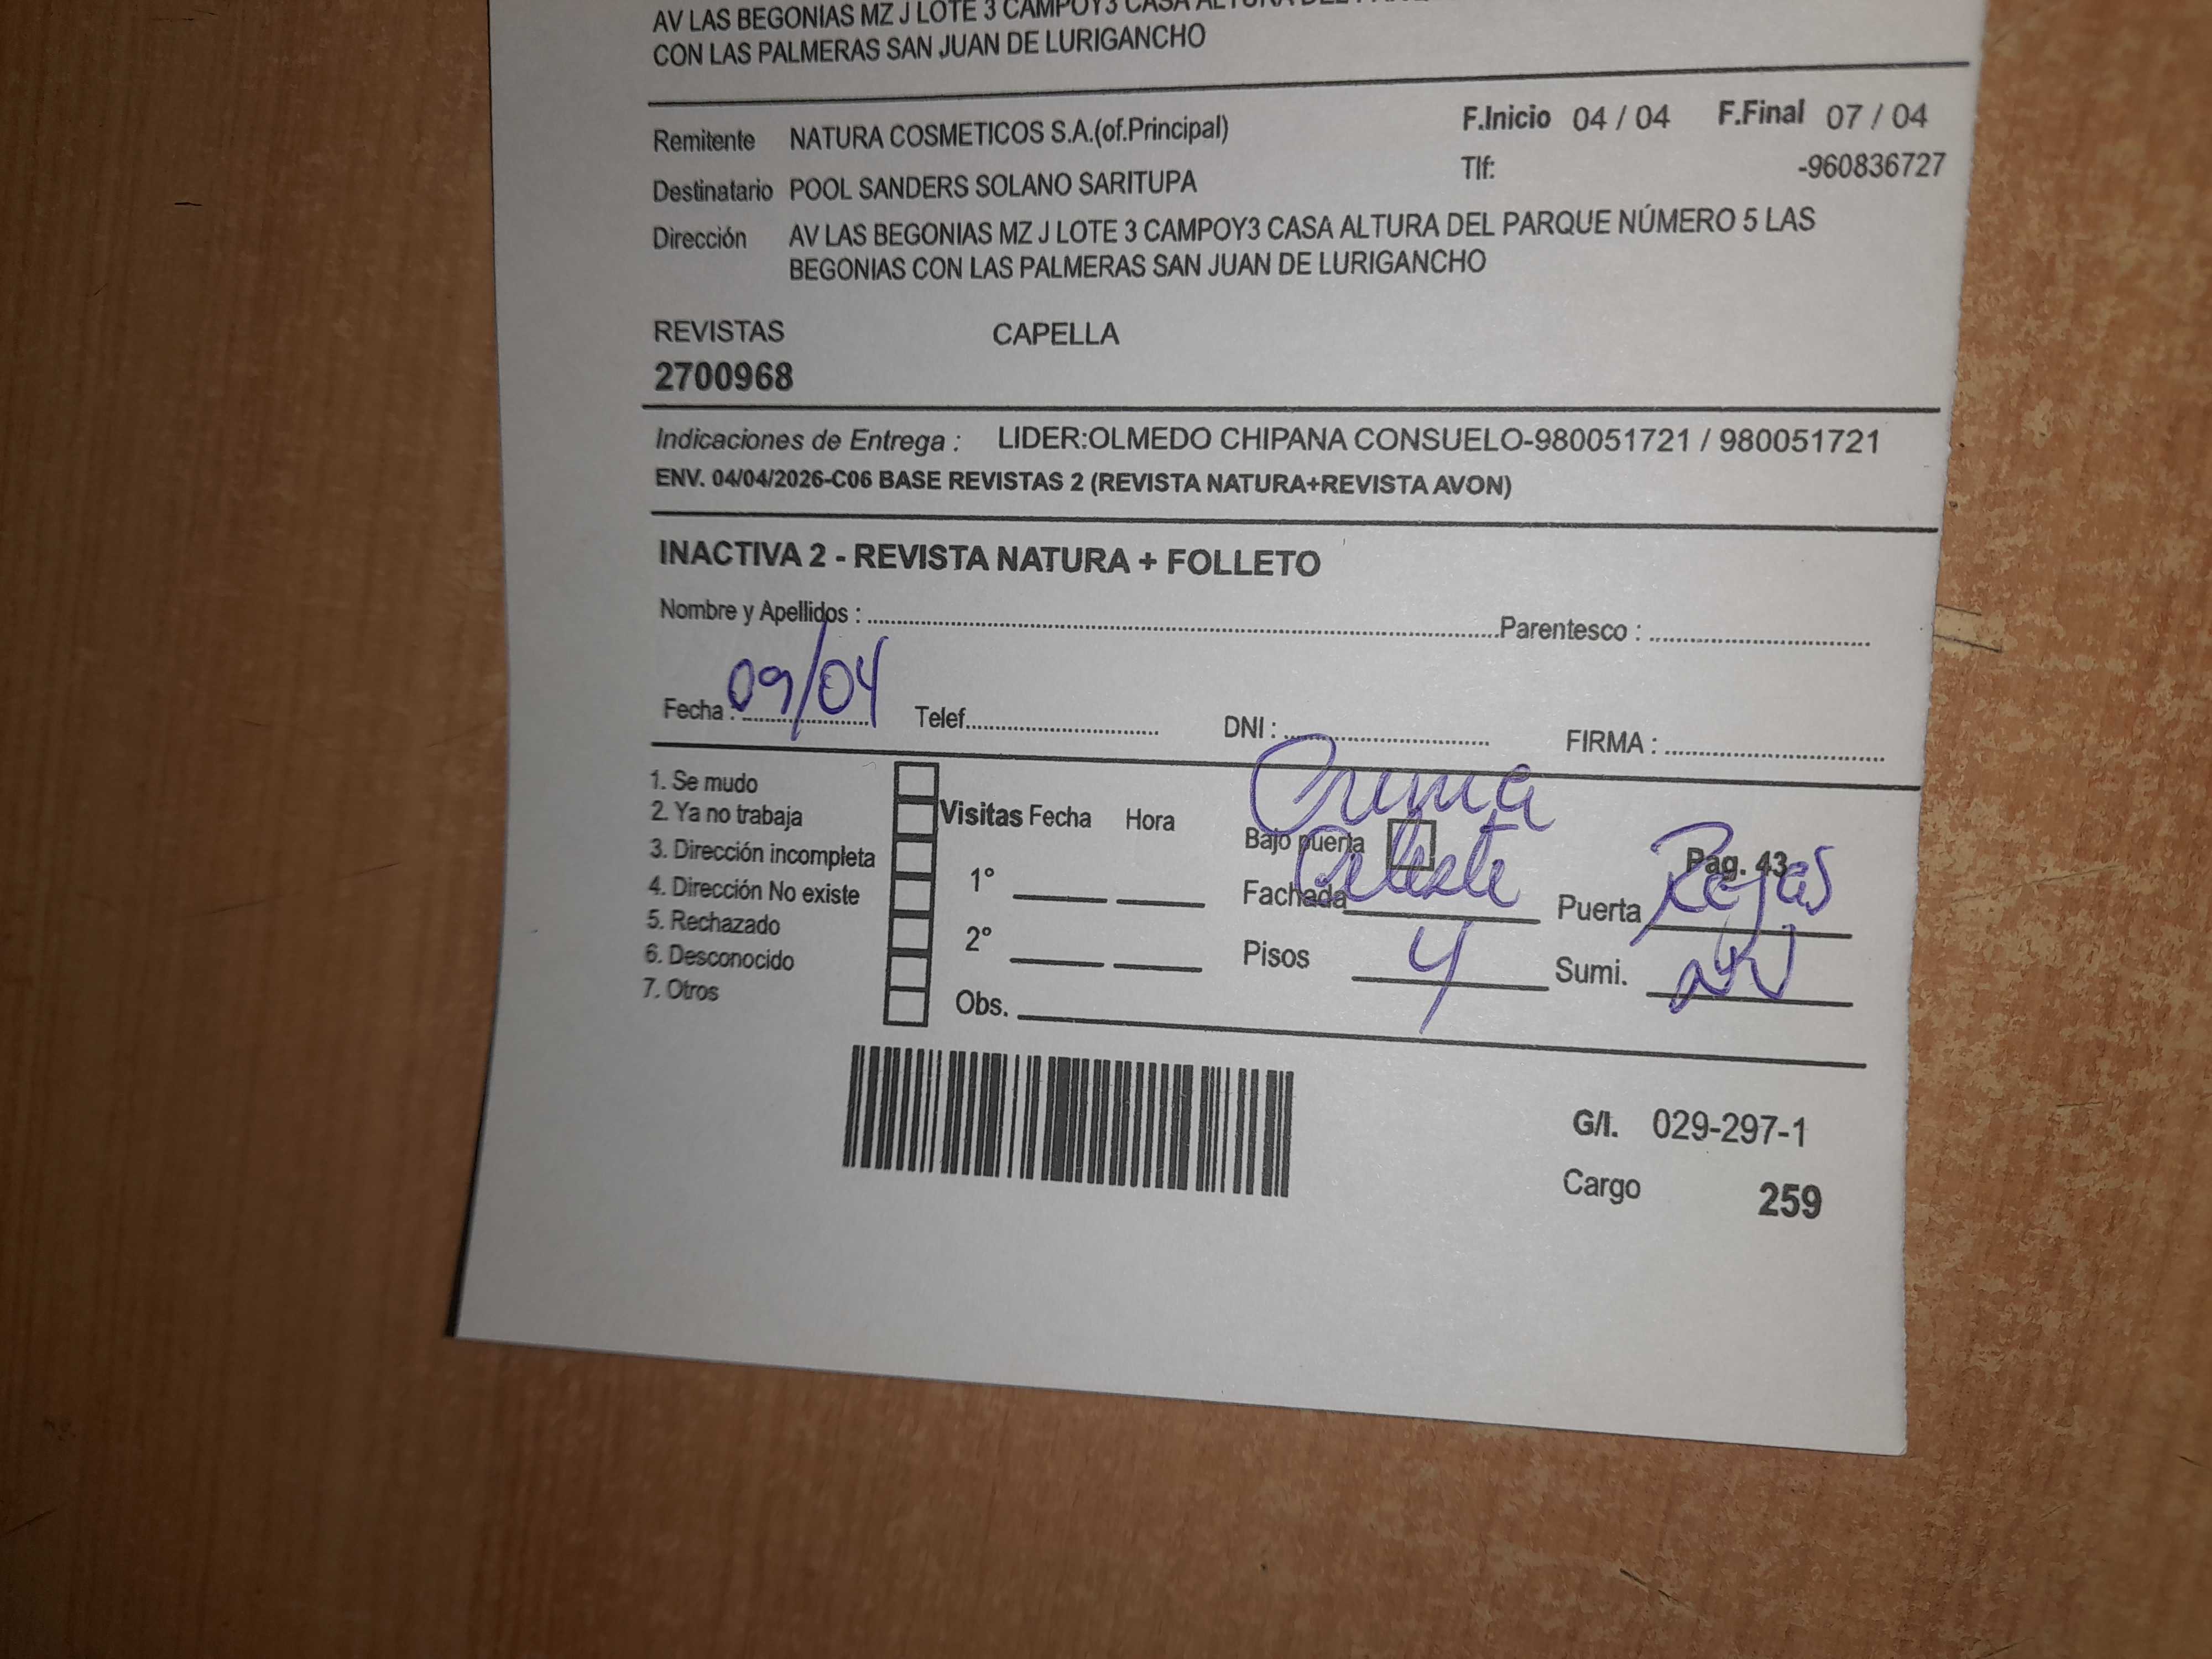 AV LAS BEGONIAS MZ J LOTE 3 CAMPOY3 CASA ALTURA DEL
CON LAS PALMERAS SAN JUAN DE LURIGANCHO
Remitente NATURA COSMETICOS S.A.(of.Principal) F.Inicio 04 / 04 F.Final 07 / 04
Destinatario POOL SANDERS SOLANO SARITUPA Tlf: -960836727
Dirección AV LAS BEGONIAS MZ J LOTE 3 CAMPOY3 CASA ALTURA DEL PARQUE NÚMERO 5 LAS
BEGONIAS CON LAS PALMERAS SAN JUAN DE LURIGANCHO
REVISTAS CAPELLA
2700968
Indicaciones de Entrega : LIDER:OLMEDO CHIPANA CONSUELO-980051721 / 980051721
ENV. 04/04/2026-C06 BASE REVISTAS 2 (REVISTA NATURA+REVISTA AVON)
INACTIVA 2 - REVISTA NATURA + FOLLETO
Nombre y Apellidos : Parentesco :
Fecha : 09/04 Telef. DNI : FIRMA :
1. Se mudo
2. Ya no trabaja
3. Dirección incompleta
4. Dirección No existe
5. Rechazado
6. Desconocido
7. Otros
Visitas Fecha Hora
1°
2°
Obs.
Crema
Bajo puerta Pag. 43
Fachada Celeste Puerta Rejas
Pisos 4 Sumi.
G/I. 029-297-1
Cargo 259